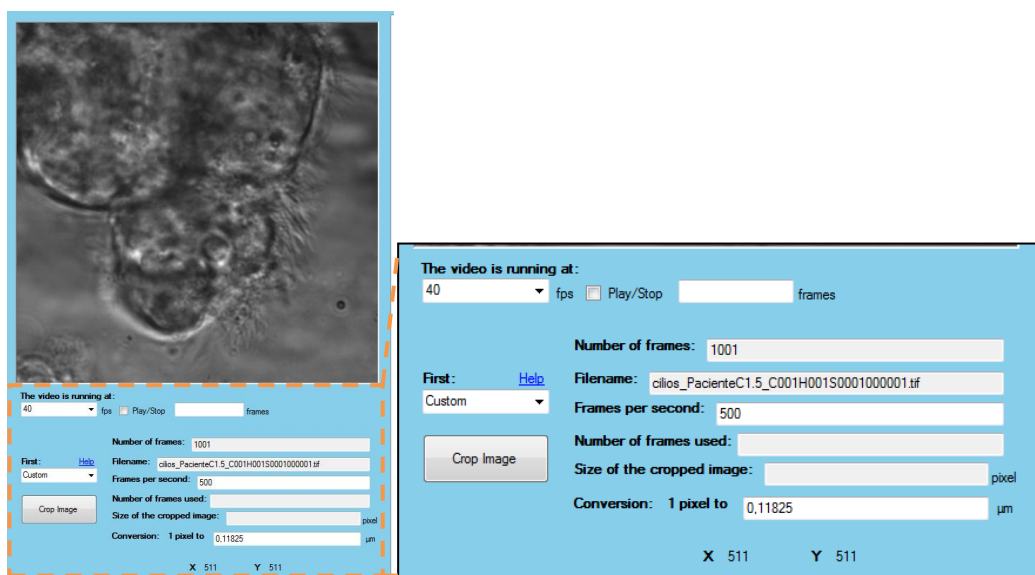 The video is running at:
40 fps Play/Stop frames
Number of frames: 1001
First: Help Filename: cilios_PacienteC1.5_C001H001S0001000001.tif
Custom Frames per second: 500
Number of frames used:
Crop Image Size of the cropped image: pixel
Conversion: 1 pixel to 0,11825 µm
X 511 Y 511
The video is running at:
40 fps Play/Stop frames
Number of frames: 1001
First: Help Filename: cilios_PacienteC1.5_C001H001S0001000001.tif
Custom Frames per second: 500
Number of frames used:
Crop Image Size of the cropped image: pixel
Conversion: 1 pixel to 0,11825 µm
X 511 Y 511